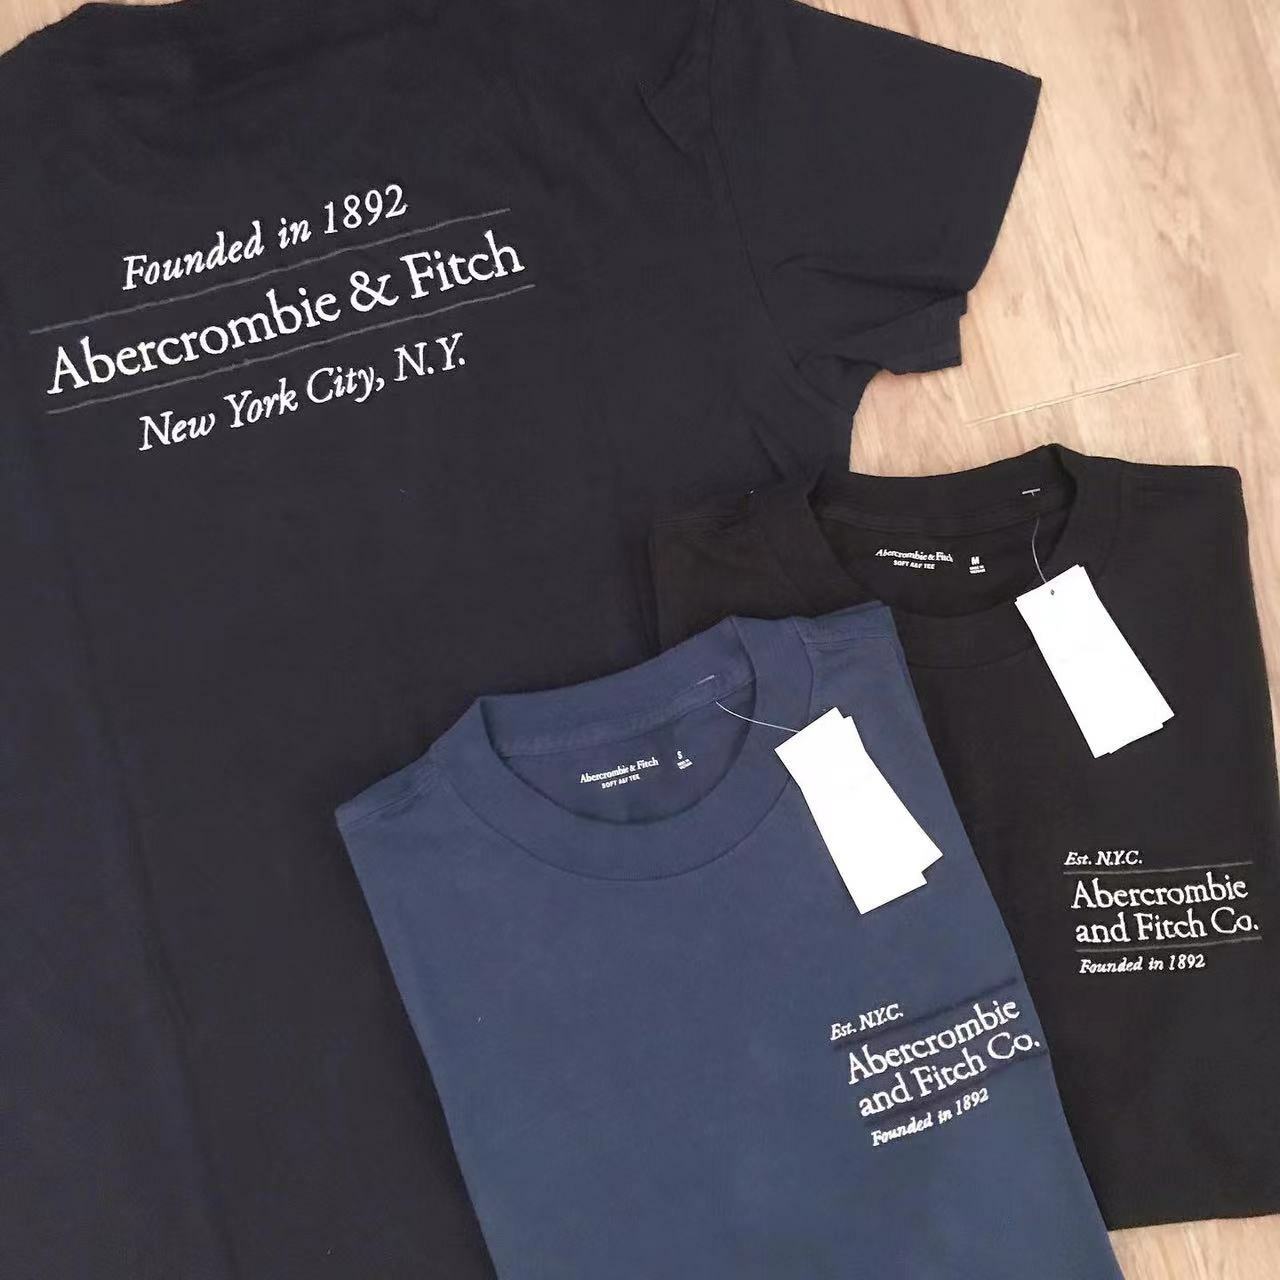 Founded in 1892
Abercrombie & Fitch
New York City, N.Y.
Abercrombie & Fitch
SOFT A&F TEE
M
Abercrombie & Fitch
SOFT A&F TEE
S
Est. N.Y.C.
Abercrombie
and Fitch Co.
Founded in 1892
Est. N.Y.C.
Abercrombie
and Fitch Co.
Founded in 1892